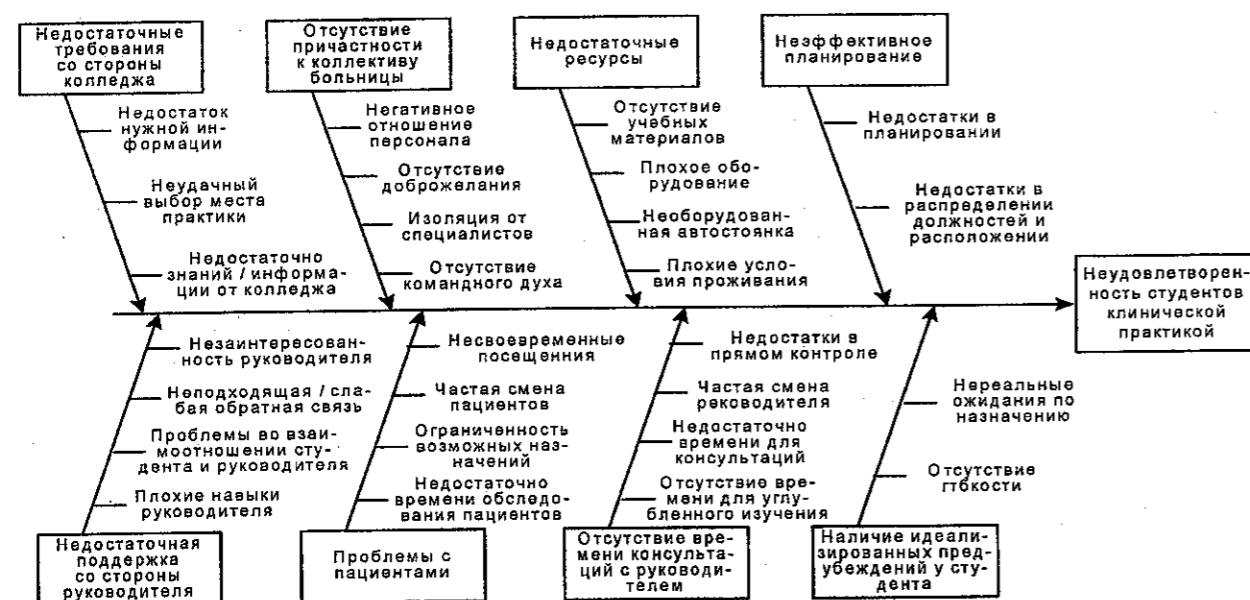 Недостаточные
требования
со стороны
колледжа
Недостаток
нужной ин-
формации
Неудачный
выбор места
практики
Недостаточно
знаний / информа-
ции от колледжа
Отсутствие
причастности
к коллективу
больницы
Негативное
отношение
персонала
Отсутствие
доброжелания
Изоляция от
специалистов
Отсутствие
командного духа
Недостаточные
ресурсы
Отсутствие
учебных
материалов
Плохое обо-
рудование
Необорудован-
ная автостоянка
Плохие усло-
вия проживания
Неэффективное
планирование
Недостатки в
планировании
Недостатки в
распределении
должностей и
расположении
Неудовлетворен-
ность студентов
клинической
практикой
Незаинтересован-
ность руководителя
Неподходящая / сла-
бая обратная связь
Проблемы во взаи-
моотношении сту-
дента и руководителя
Плохие навыки
руководителя
Недостаточная
поддержка
со стороны
руководителя
Несвоевременные
посещенния
Частая смена
пациентов
Ограниченность
возможных наз-
начений
Недостаточно
времени обследо-
вания пациентов
Проблемы с
пациентами
Недостатки в
прямом контроле
Частая смена
реководителя
Недостаточно
времени для
консультаций
Отсутствие вре-
мени для углу-
бленного изучения
Отсутствие вре-
мени консульта-
ций с руководи-
телем
Нереальные
ожидания по
назначению
Отсутствие
гтбкости
Наличие идеали-
зированных пред-
убеждений у сту-
дента